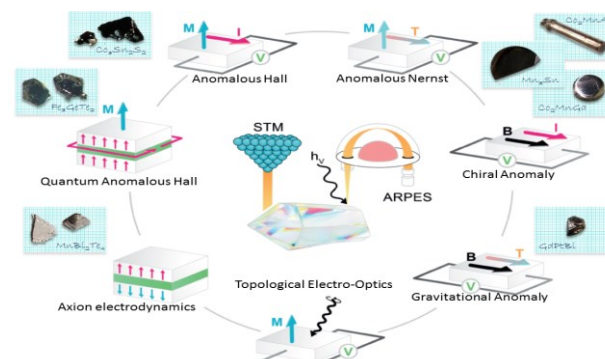 Co₃Sn₂S₂
M
I
V
Anomalous Hall
M
T
V
Anomalous Nernst
Mn₃Sn
Co₂MnGa
Fe₃GeTe₂
M
Quantum Anomalous Hall
STM
hν
ARPES
B
I
V
Chiral Anomaly
MnBi₂Te₄
GdPtBi
Axion electrodynamics
Topological Electro-Optics
B
T
V
Gravitational Anomaly
M
V